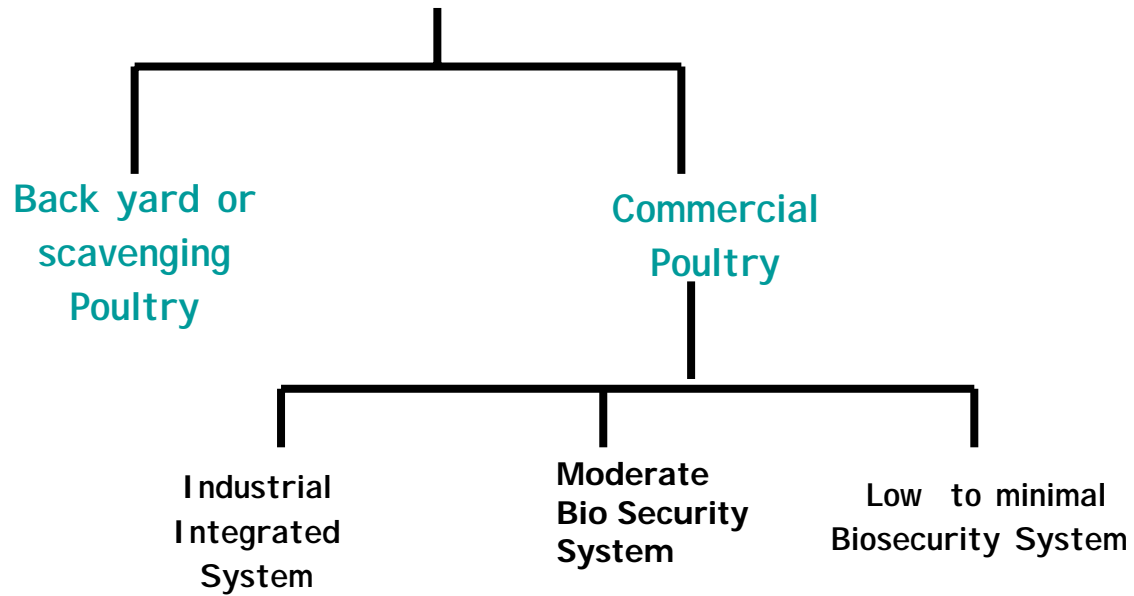 Back yard or
scavenging
Poultry
Commercial
Poultry
Industrial
Integrated
System
Moderate
Bio Security
System
Low to minimal
Biosecurity System